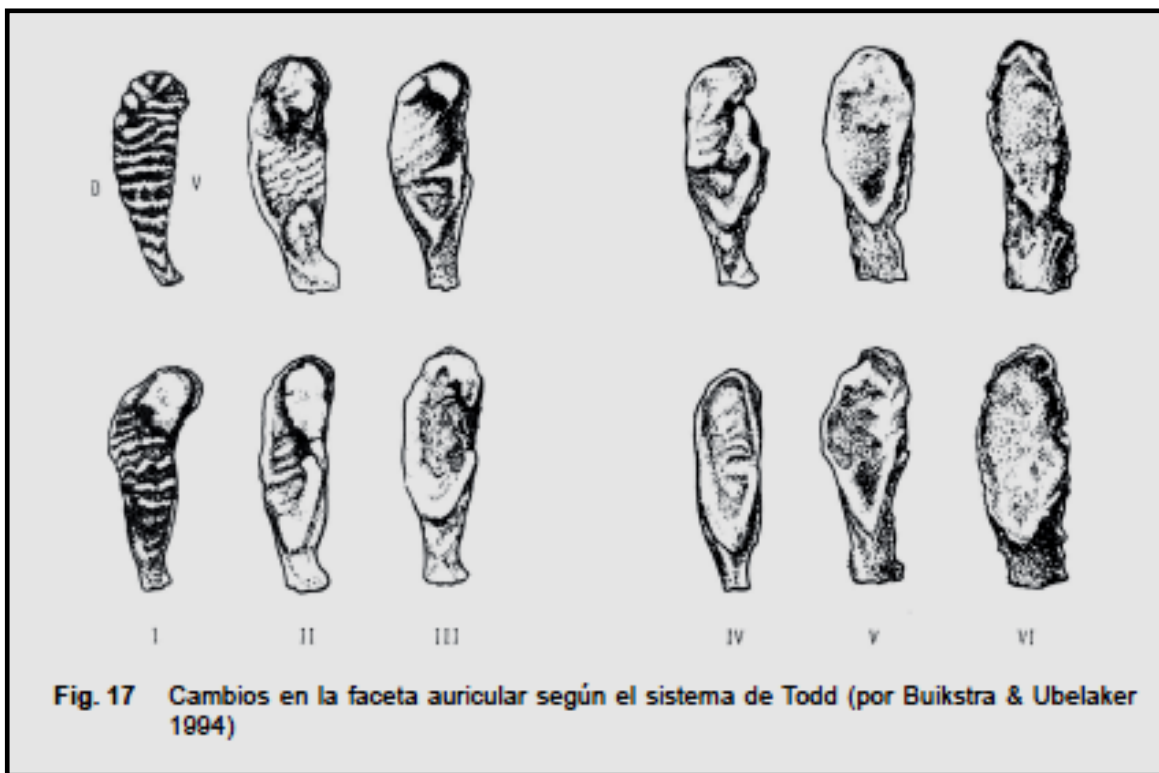 D V
I II III IV V VI
Fig. 17 Cambios en la faceta auricular según el sistema de Todd (por Buikstra & Ubelaker
1994)